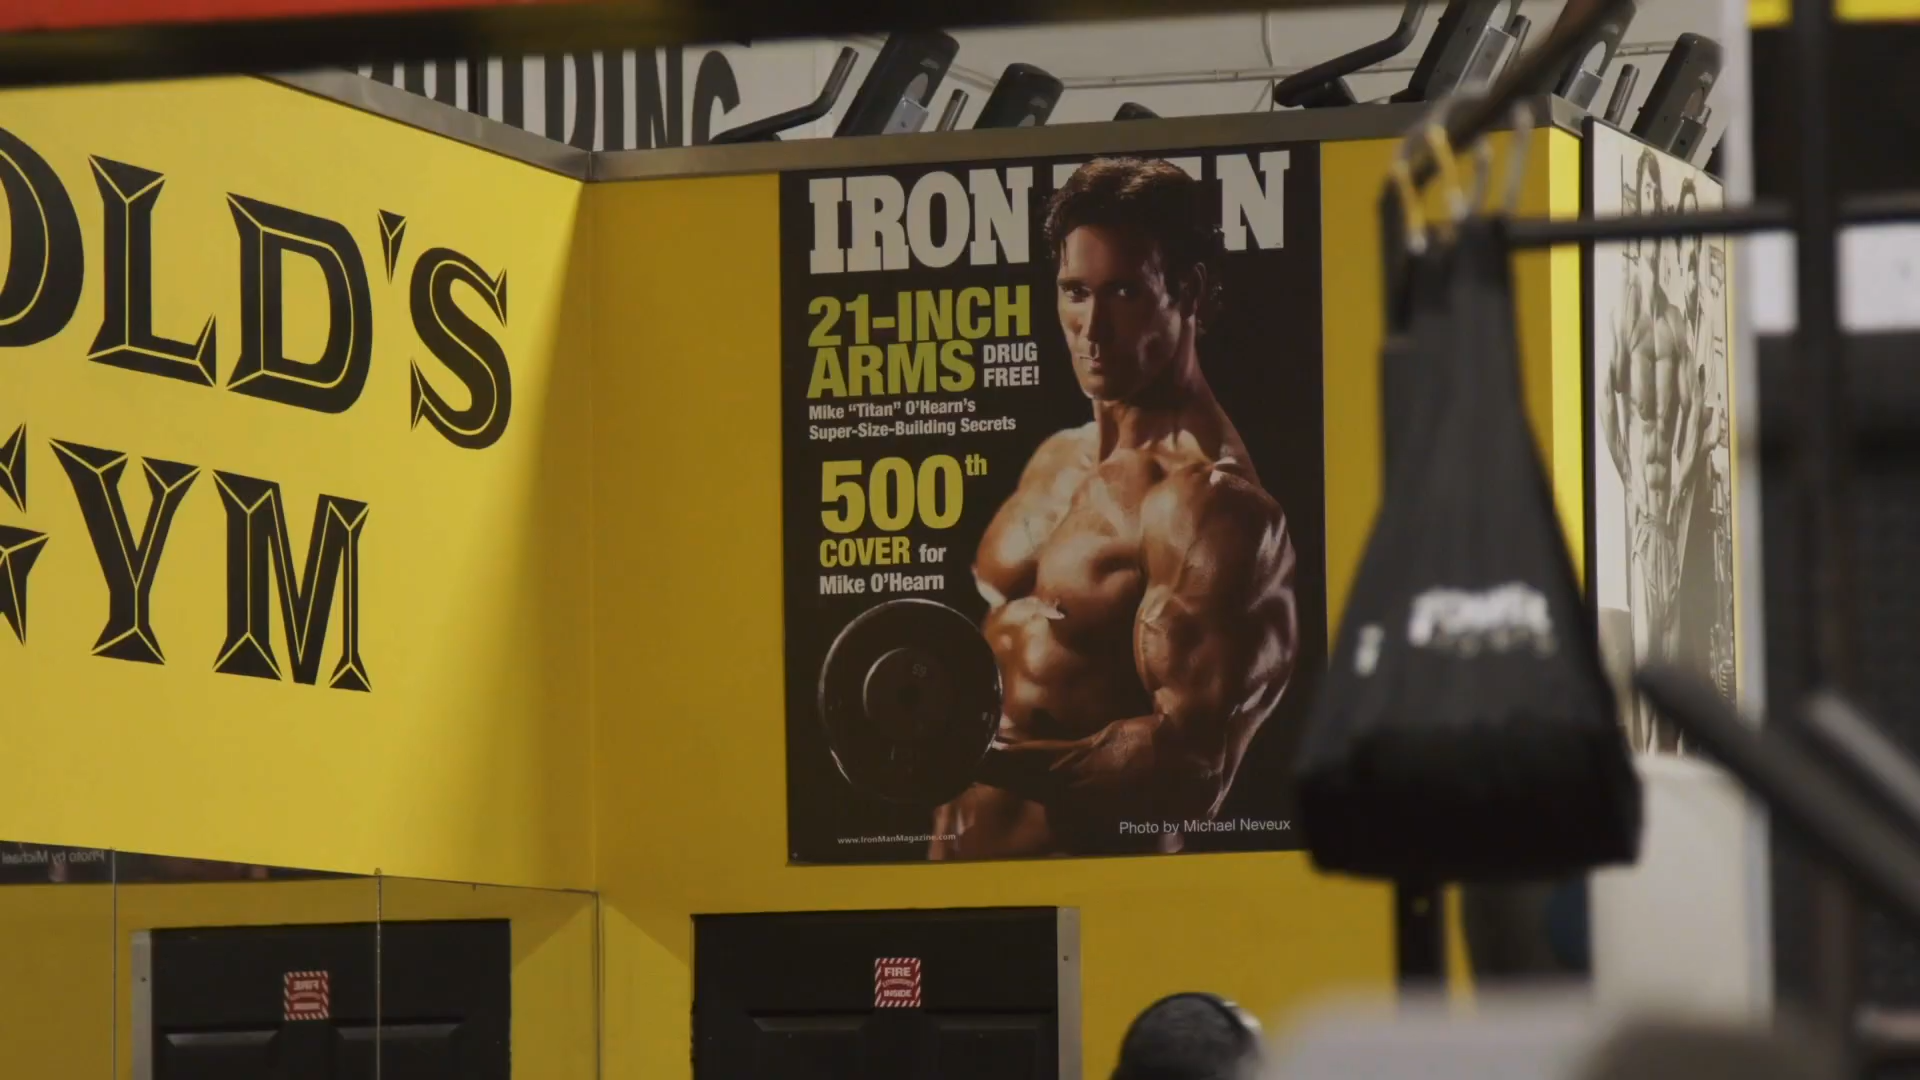 OLD'S
GYM
IRON
N
21-INCH
ARMS DRUG
FREE!
Mike “Titan” O’Hearn’s
Super-Size-Building Secrets
500th
COVER for
Mike O’Hearn
www.IronManMagazine.com
Photo by Michael Neveux
FIRE
INSIDE